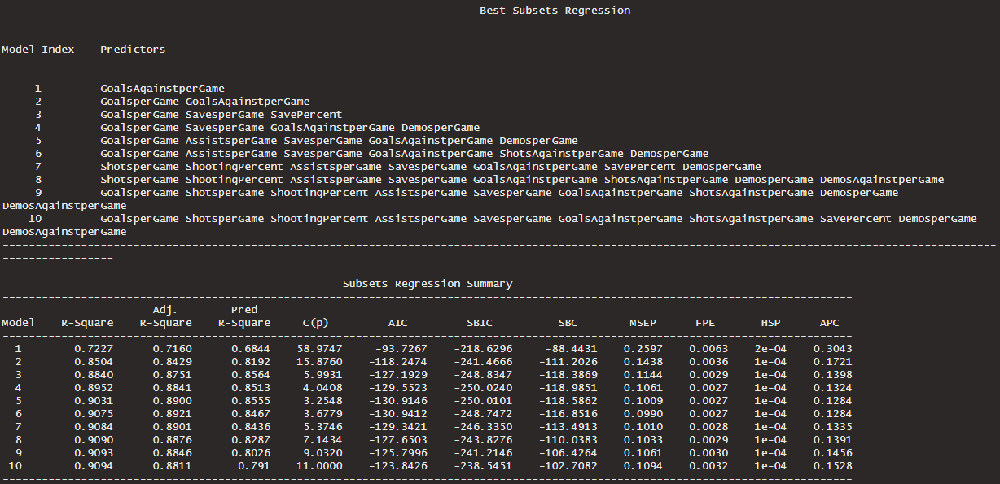 Best Subsets Regression
--------------------------------------------------------------------------------------------------------------------------------------------------------
-----------------
Model Index    Predictors
--------------------------------------------------------------------------------------------------------------------------------------------------------
-----------------
     1         GoalsAgainstperGame
     2         GoalsperGame GoalsAgainstperGame
     3         GoalsperGame SavesperGame SavePercent
     4         GoalsperGame SavesperGame GoalsAgainstperGame DemosperGame
     5         GoalsperGame AssistsperGame SavesperGame GoalsAgainstperGame DemosperGame
     6         GoalsperGame AssistsperGame SavesperGame GoalsAgainstperGame ShotsAgainstperGame DemosperGame
     7         ShotsperGame ShootingPercent AssistsperGame SavesperGame GoalsAgainstperGame SavePercent DemosperGame
     8         ShotsperGame ShootingPercent AssistsperGame SavesperGame GoalsAgainstperGame ShotsAgainstperGame DemosperGame DemosAgainstperGame
     9         GoalsperGame ShotsperGame ShootingPercent AssistsperGame SavesperGame GoalsAgainstperGame ShotsAgainstperGame DemosperGame
DemosAgainstperGame
    10         GoalsperGame ShotsperGame ShootingPercent AssistsperGame SavesperGame GoalsAgainstperGame ShotsAgainstperGame SavePercent DemosperGame
DemosAgainstperGame
--------------------------------------------------------------------------------------------------------------------------------------------------------
-----------------
Subsets Regression Summary
----------------------------------------------------------------------------------------------------------------------------------
                       Adj.        Pred
Model    R-Square    R-Square    R-Square     C(p)         AIC         SBIC          SBC        MSEP      FPE       HSP      APC
----------------------------------------------------------------------------------------------------------------------------------
  1        0.7227      0.7160      0.6844    58.9747     -93.7267    -218.6296     -88.4431    0.2597    0.0063    2e-04    0.3043
  2        0.8504      0.8429      0.8192    15.8760    -118.2474    -241.4666    -111.2026    0.1438    0.0036    1e-04    0.1721
  3        0.8840      0.8751      0.8564     5.9931    -127.1929    -248.8347    -118.3869    0.1144    0.0029    1e-04    0.1398
  4        0.8952      0.8841      0.8513     4.0408    -129.5523    -250.0240    -118.9851    0.1061    0.0027    1e-04    0.1324
  5        0.9031      0.8900      0.8555     3.2548    -130.9146    -250.0101    -118.5862    0.1009    0.0027    1e-04    0.1284
  6        0.9075      0.8921      0.8467     3.6779    -130.9412    -248.7472    -116.8516    0.0990    0.0027    1e-04    0.1284
  7        0.9084      0.8901      0.8436     5.3746    -129.3421    -246.3350    -113.4913    0.1010    0.0028    1e-04    0.1335
  8        0.9090      0.8876      0.8287     7.1434    -127.6503    -243.8276    -110.0383    0.1033    0.0029    1e-04    0.1391
  9        0.9093      0.8846      0.8026     9.0320    -125.7996    -241.2146    -106.4264    0.1061    0.0030    1e-04    0.1456
 10        0.9094      0.8811       0.791    11.0000    -123.8426    -238.5451    -102.7082    0.1094    0.0032    1e-04    0.1528
----------------------------------------------------------------------------------------------------------------------------------